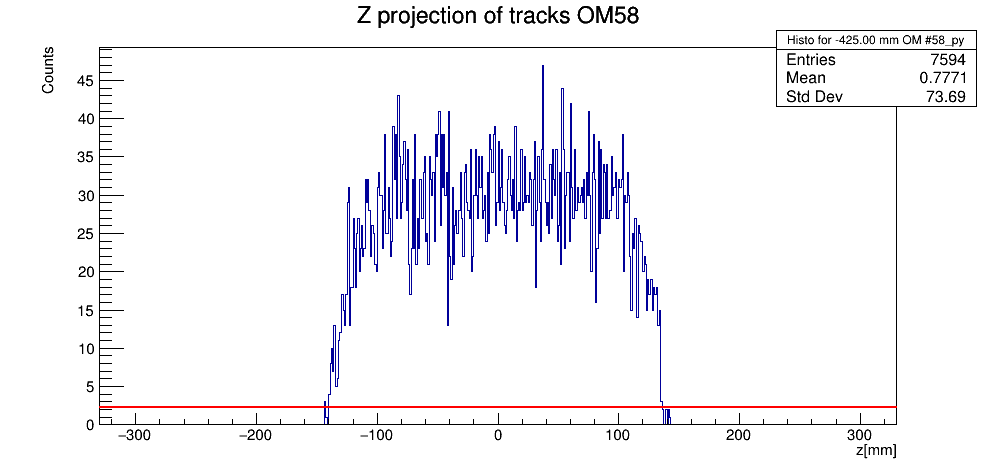 Z projection of tracks OM58
Histo for -425.00 mm OM #58_py
Entries 7594
Mean 0.7771
Std Dev 73.69
Counts
45
40
35
30
25
20
15
10
5
0
−300 −200 −100 0 100 200 300
z[mm]